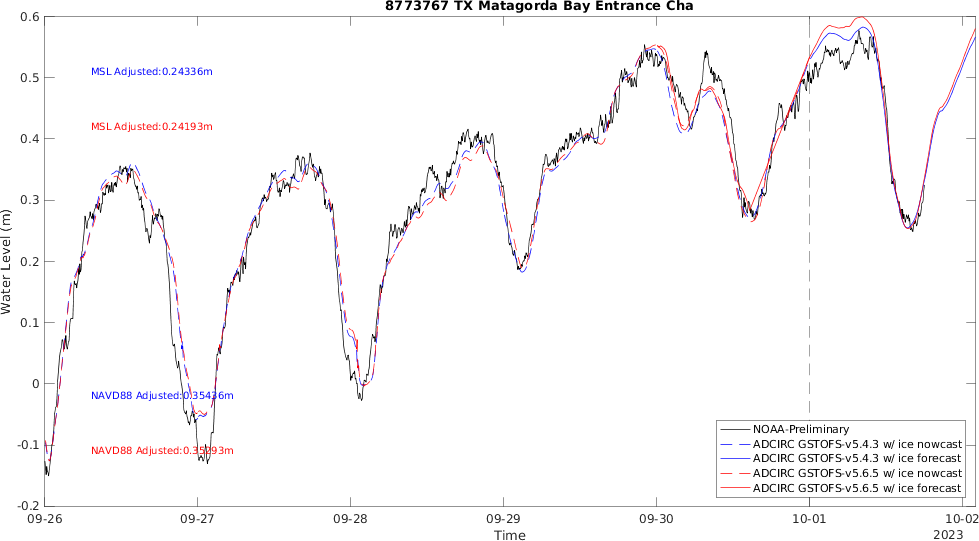 8773767 TX Matagorda Bay Entrance Cha
0.6
0.5
0.4
0.3
0.2
0.1
0
-0.1
-0.2
Water Level (m)
MSL Adjusted:0.24336m
MSL Adjusted:0.24193m
NAVD88 Adjusted:0.35436m
NAVD88 Adjusted:0.35293m
NOAA-Preliminary
ADCIRC GSTOFS-v5.4.3 w/ ice nowcast
ADCIRC GSTOFS-v5.4.3 w/ ice forecast
ADCIRC GSTOFS-v5.6.5 w/ ice nowcast
ADCIRC GSTOFS-v5.6.5 w/ ice forecast
09-26 09-27 09-28 09-29 09-30 10-01 10-02
Time
2023